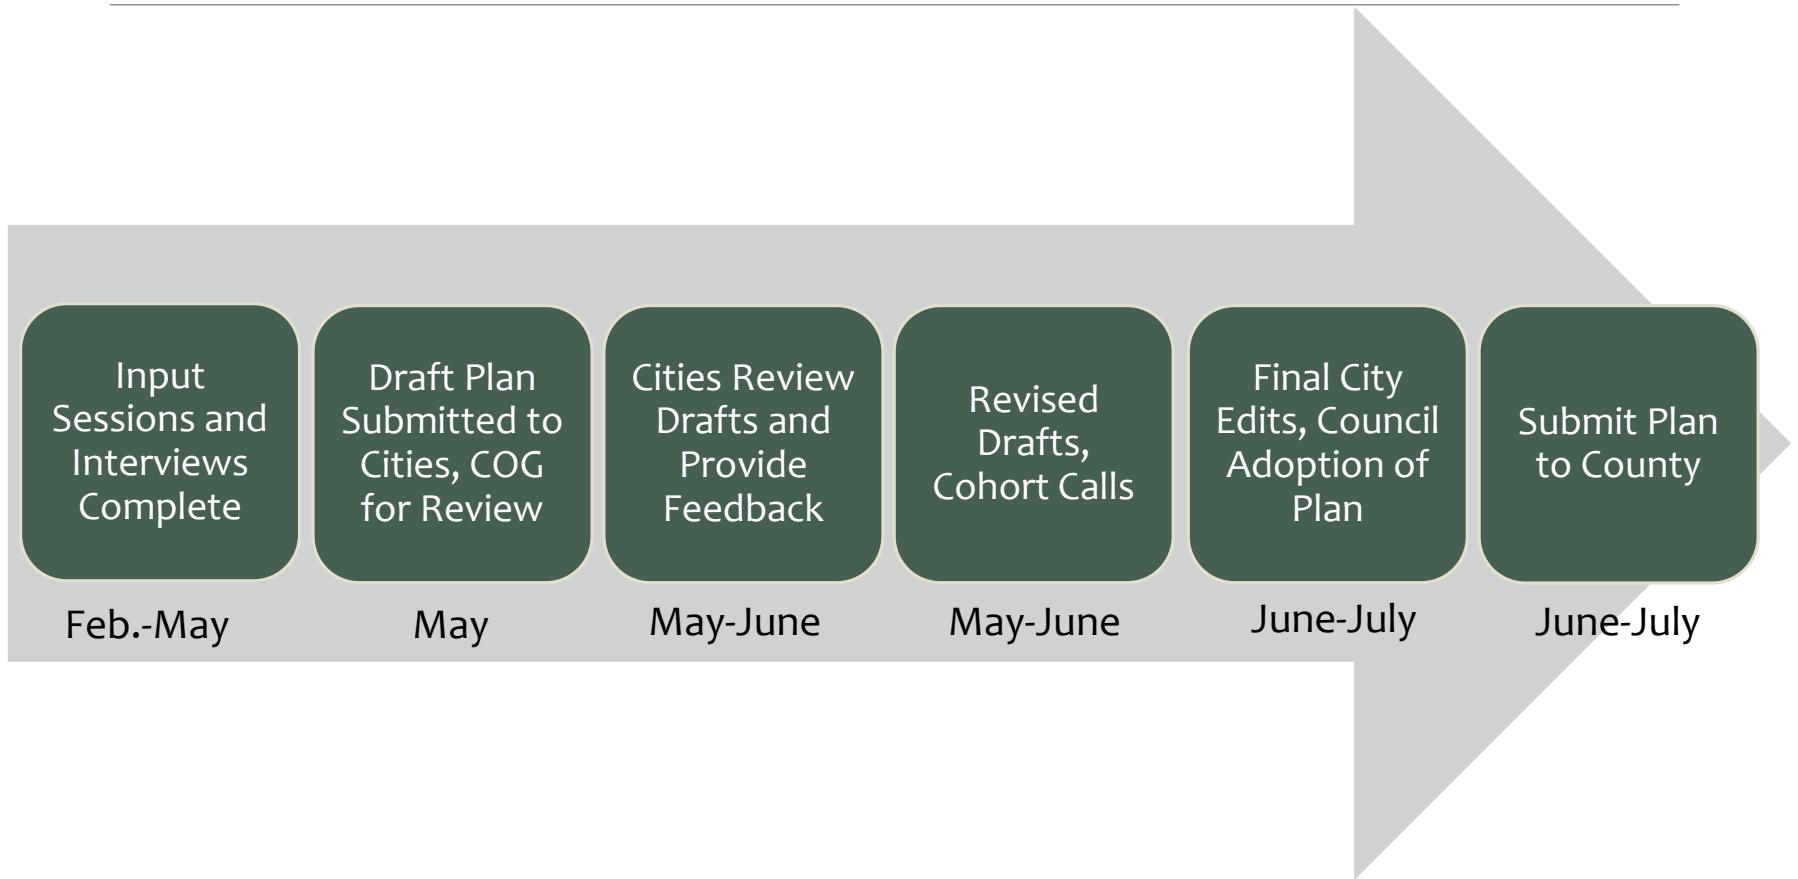 Input
Sessions and
Interviews
Complete
Draft Plan
Submitted to
Cities, COG
for Review
Cities Review
Drafts and
Provide
Feedback
Revised
Drafts,
Cohort Calls
Final City
Edits, Council
Adoption of
Plan
Submit Plan
to County
Feb.-May
May
May-June
May-June
June-July
June-July